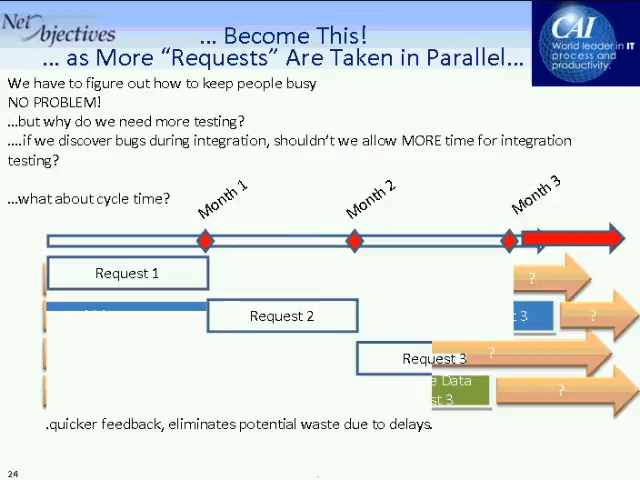 Net Objectives
... Become This!
... as More “Requests” Are Taken in Parallel...
CAI
World leader in IT
process and
productivity.
We have to figure out how to keep people busy
NO PROBLEM!
...but why do we need more testing?
....if we discover bugs during integration, shouldn’t we allow MORE time for integration
testing?
...what about cycle time?
Month 1
Month 2
Month 3
Request 1
?
Request 2
3
?
Request 3
?
Data
3
?
.quicker feedback, eliminates potential waste due to delays.
24